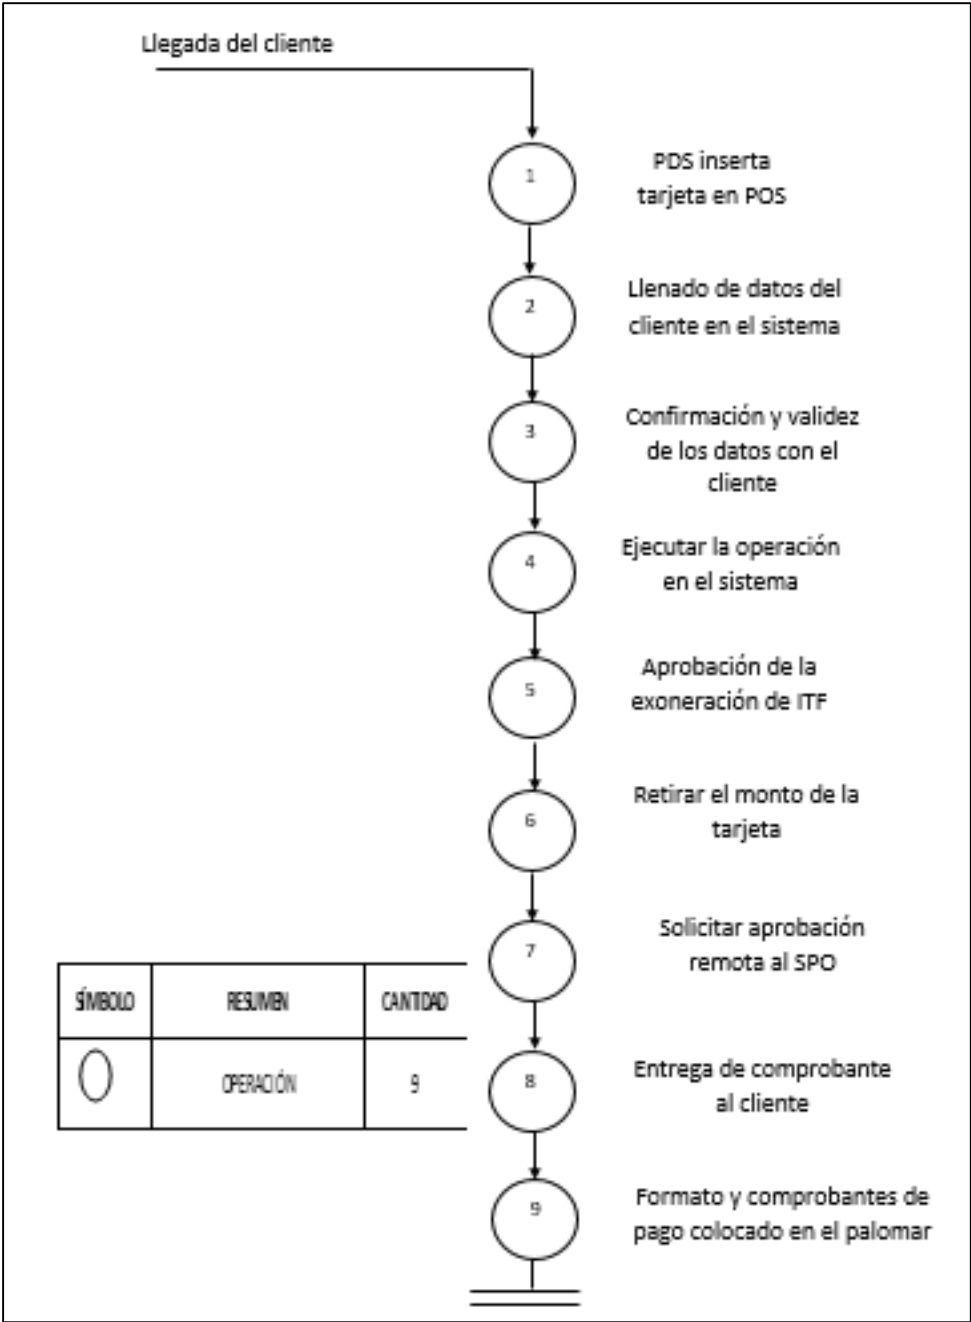 Llegada del cliente
1
PDS inserta
tarjeta en POS
2
Llenado de datos del
cliente en el sistema
3
Confirmación y validez
de los datos con el
cliente
4
Ejecutar la operación
en el sistema
5
Aprobación de la
exoneración de ITF
6
Retirar el monto de la
tarjeta
7
Solicitar aprobación
remota al SPO
SÍMBOLO RESUMEN CANTIDAD
OPERACIÓN 9
8
Entrega de comprobante
al cliente
9
Formato y comprobantes de
pago colocado en el palomar